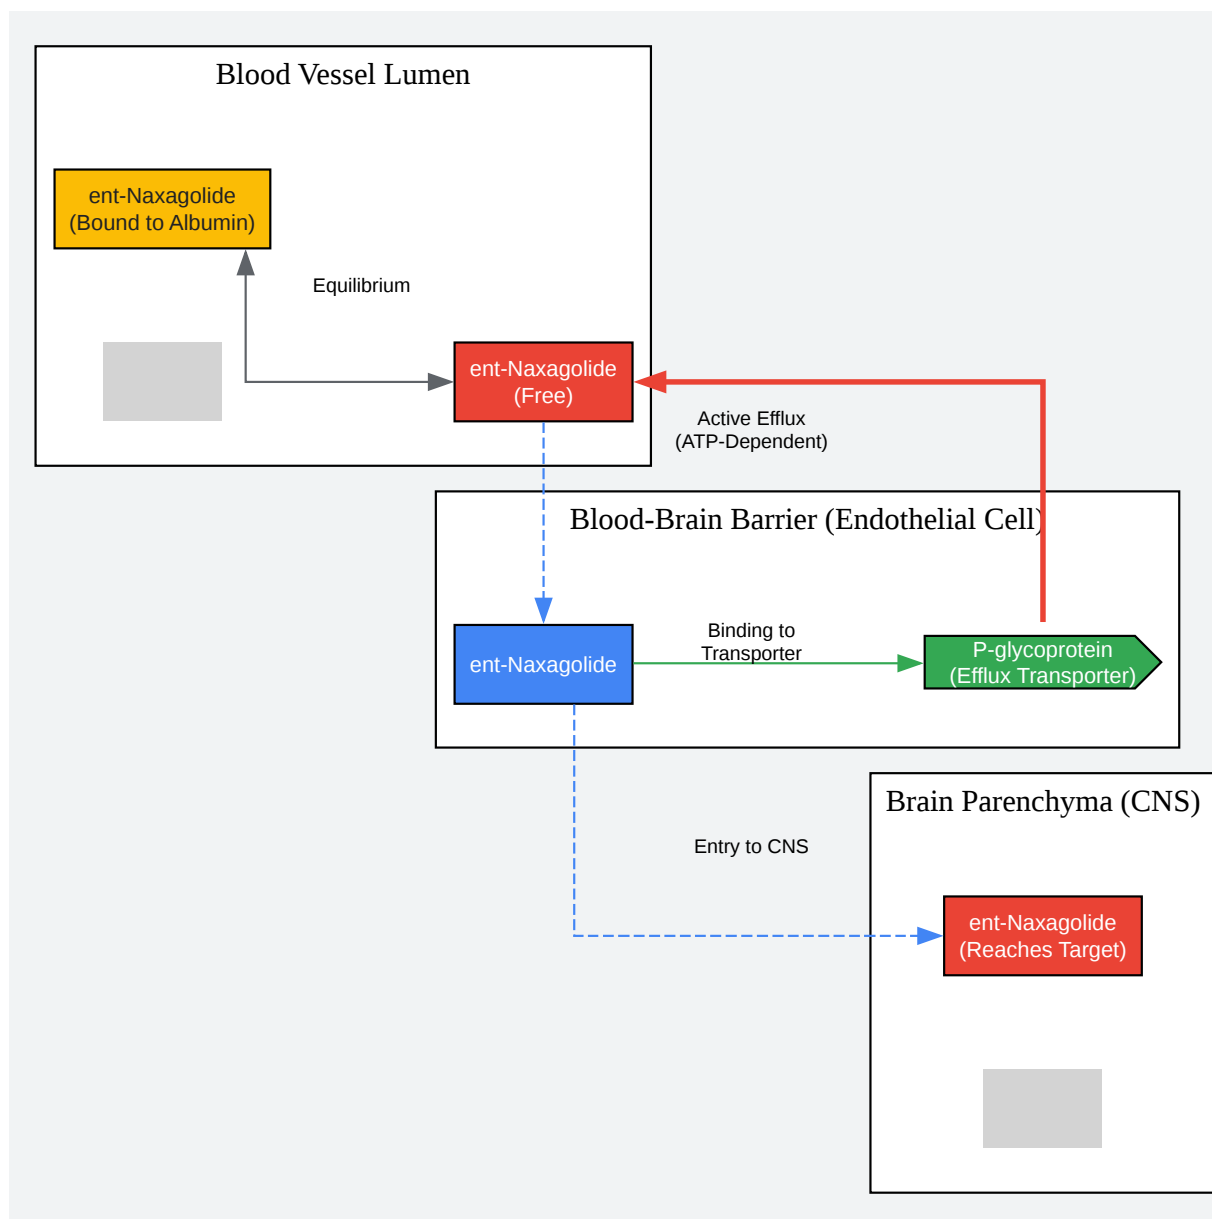 Blood Vessel Lumen
ent-Naxagolide
(Bound to Albumin)
Equilibrium
ent-Naxagolide
(Free)
Active Efflux
(ATP-Dependent)
Blood-Brain Barrier (Endothelial Cell)
Binding to
Transporter
ent-Naxagolide
P-glycoprotein
(Efflux Transporter)
Brain Parenchyma (CNS)
Entry to CNS
ent-Naxagolide
(Reaches Target)